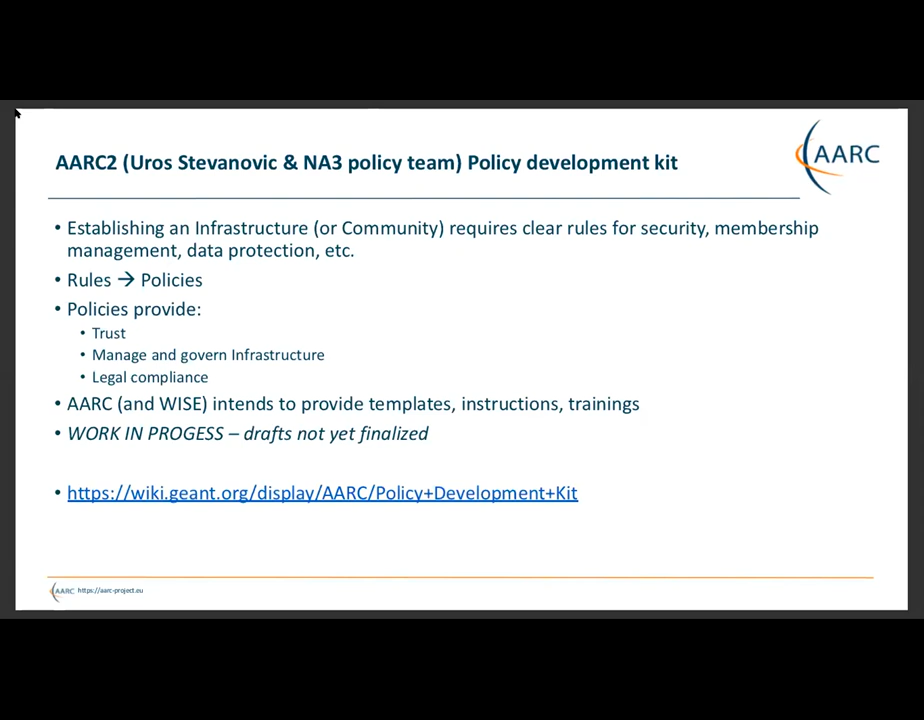 AARC2 (Uros Stevanovic & NA3 policy team) Policy development kit
AARC
• Establishing an Infrastructure (or Community) requires clear rules for security, membership
management, data protection, etc.
• Rules → Policies
• Policies provide:
• Trust
• Manage and govern Infrastructure
• Legal compliance
• AARC (and WISE) intends to provide templates, instructions, trainings
• WORK IN PROGESS – drafts not yet finalized
• https://wiki.geant.org/display/AARC/Policy+Development+Kit
AARC https://aarc-project.eu